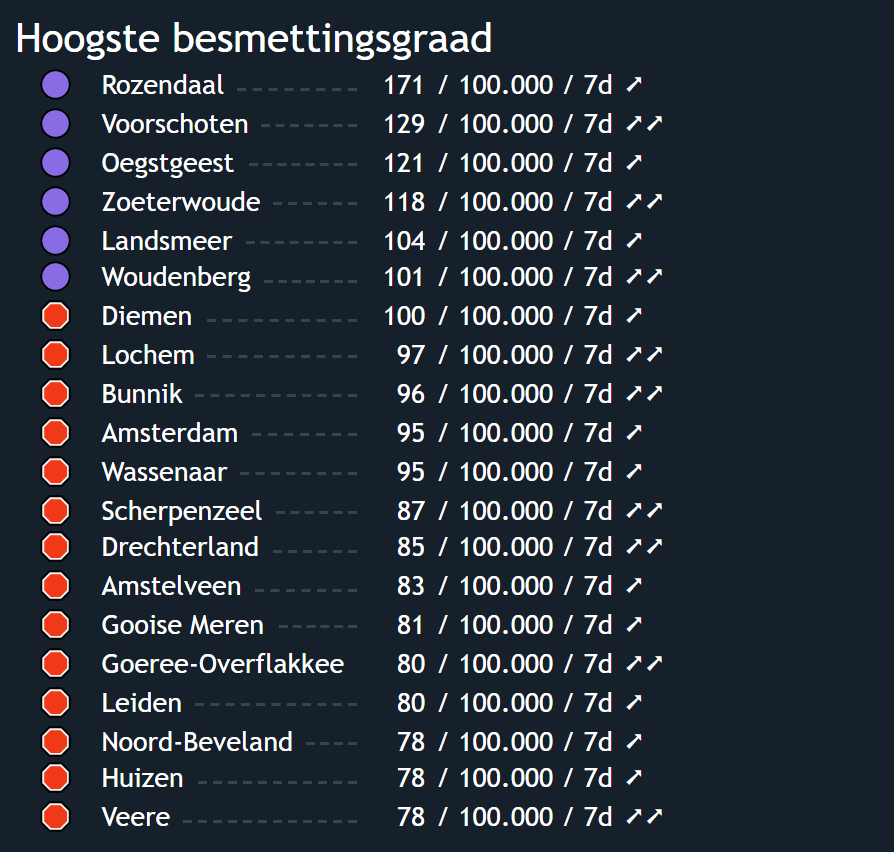 Hoogste besmettingsgraad
Rozendaal 171 / 100.000 / 7d ➚
Voorschoten 129 / 100.000 / 7d ➚➚
Oegstgeest 121 / 100.000 / 7d ➚
Zoeterwoude 118 / 100.000 / 7d ➚➚
Landsmeer 104 / 100.000 / 7d ➚
Woudenberg 101 / 100.000 / 7d ➚➚
Diemen 100 / 100.000 / 7d ➚
Lochem 97 / 100.000 / 7d ➚➚
Bunnik 96 / 100.000 / 7d ➚➚
Amsterdam 95 / 100.000 / 7d ➚
Wassenaar 95 / 100.000 / 7d ➚
Scherpenzeel 87 / 100.000 / 7d ➚➚
Drechterland 85 / 100.000 / 7d ➚➚
Amstelveen 83 / 100.000 / 7d ➚
Gooise Meren 81 / 100.000 / 7d ➚
Goeree-Overflakkee 80 / 100.000 / 7d ➚➚
Leiden 80 / 100.000 / 7d ➚
Noord-Beveland 78 / 100.000 / 7d ➚
Huizen 78 / 100.000 / 7d ➚
Veere 78 / 100.000 / 7d ➚➚